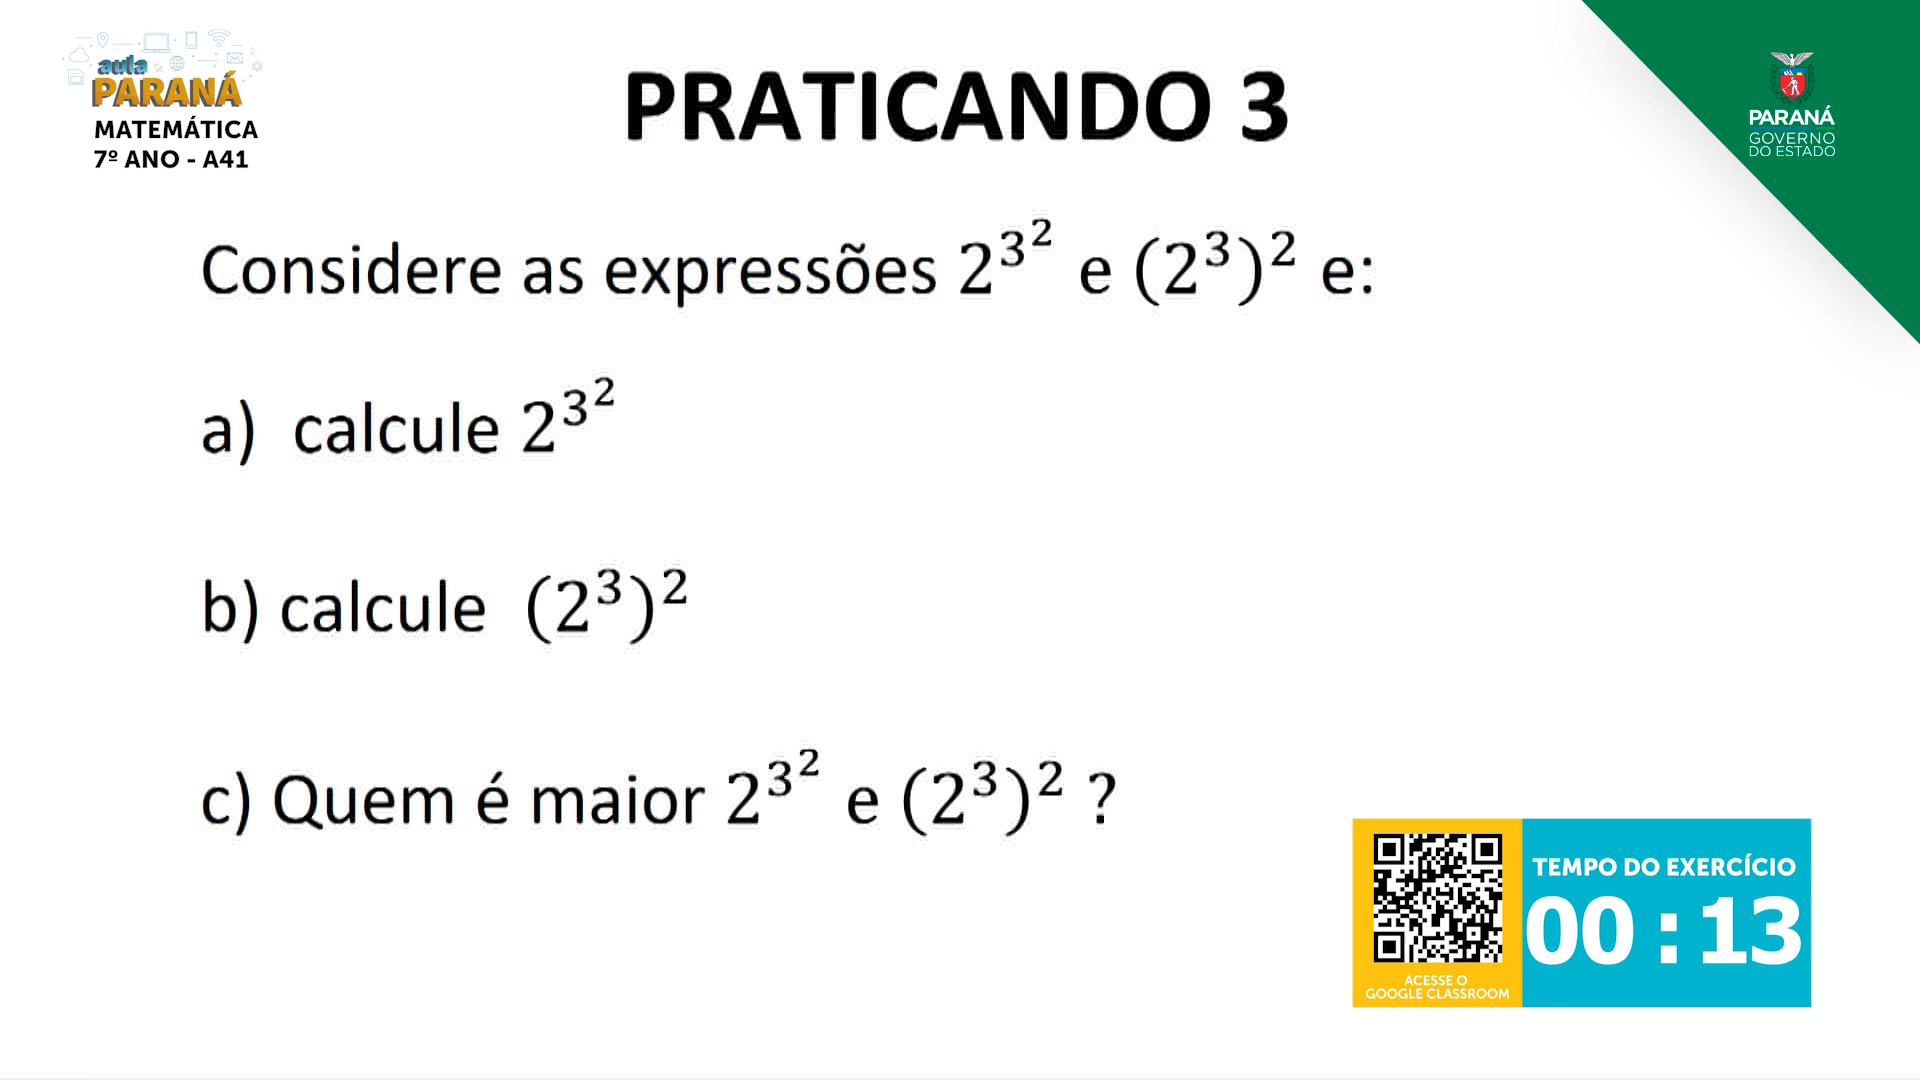 aula
PARANÁ
MATEMÁTICA
7º ANO - A41
PRATICANDO 3
PARANÁ
GOVERNO
DO ESTADO
Considere as expressões $2^{3^2}$ e $(2^3)^2$ e:
a) calcule $2^{3^2}$
b) calcule $(2^3)^2$
c) Quem é maior $2^{3^2}$ e $(2^3)^2$ ?
ACESSE O
GOOGLE CLASSROOM
TEMPO DO EXERCÍCIO
00 : 13